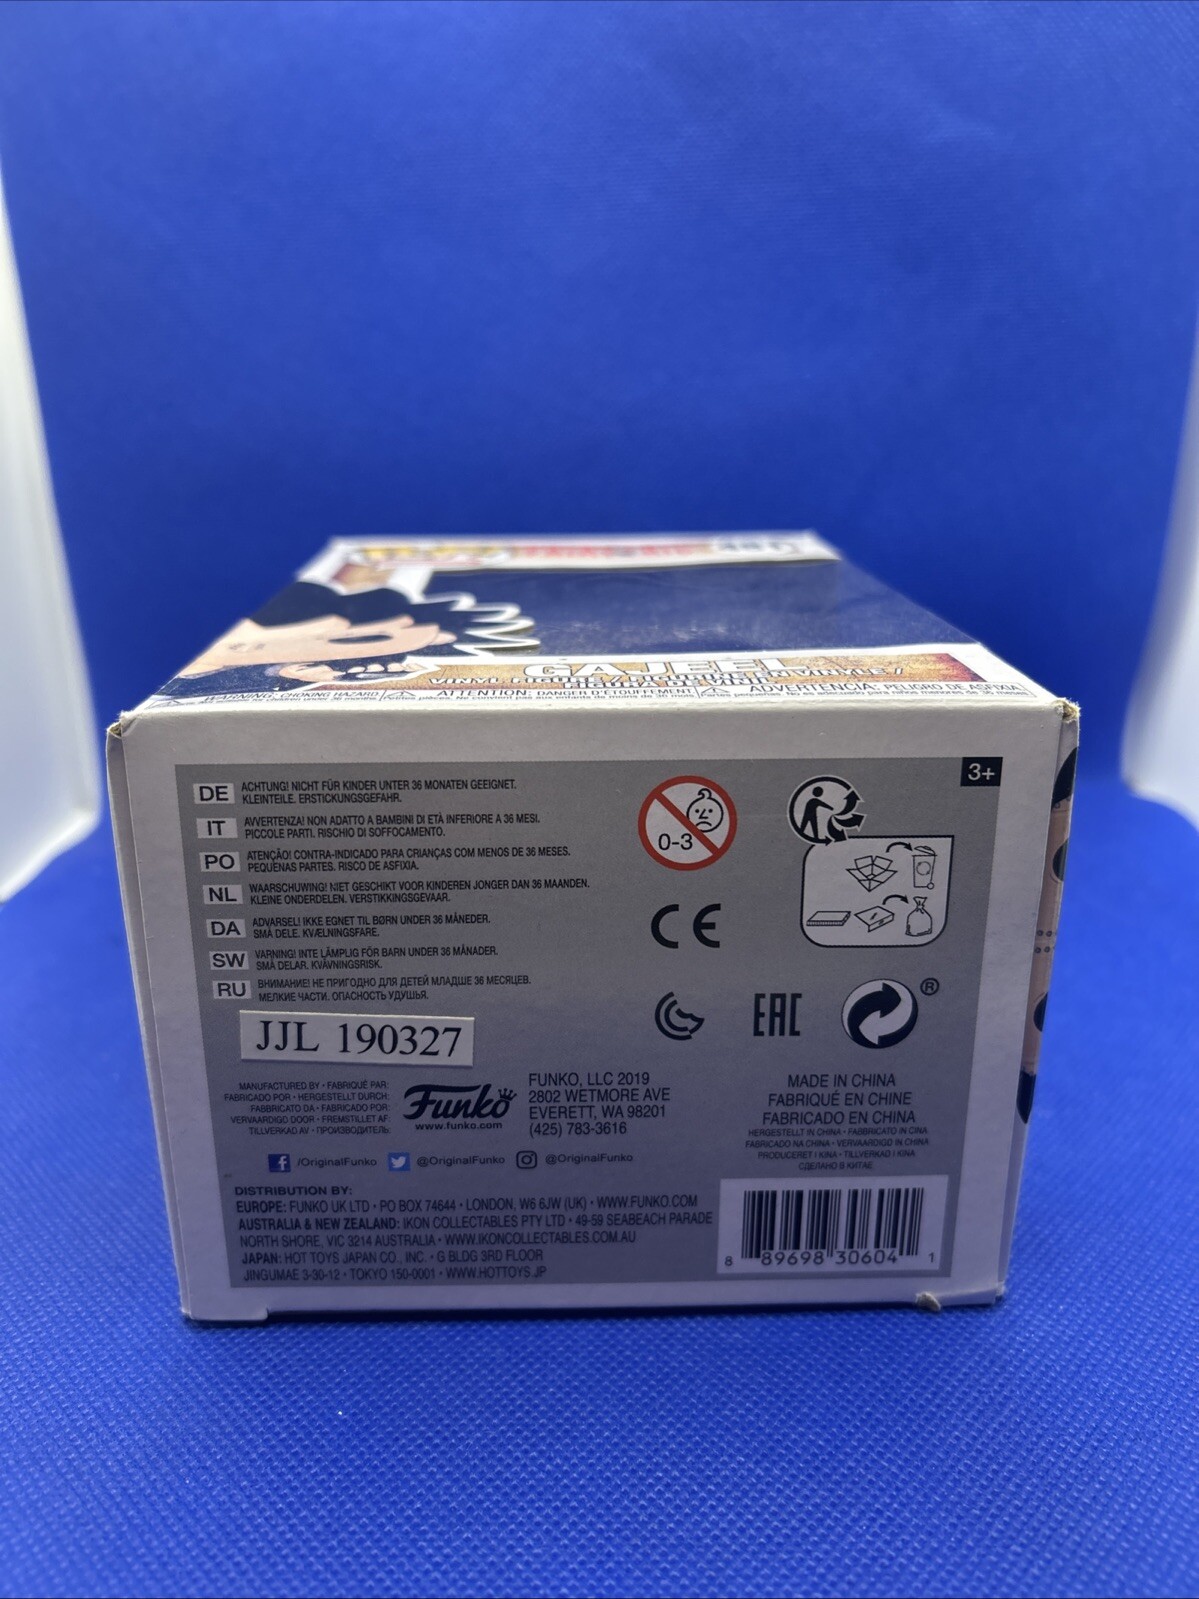 GAJEEL
VINYL FIGURE / FIGURINE EN VINYLE /
FIGURA DE VINILO
WARNING: CHOKING HAZARD
ATTENTION: DANGER D'ÉTOUFFEMENT
ADVERTENCIA: PELIGRO DE ASFIXIA
3+
DE ACHTUNG! NICHT FÜR KINDER UNTER 36 MONATEN GEEIGNET.
KLEINTEILE. ERSTICKUNGSGEFAHR.
IT AVVERTENZA! NON ADATTO A BAMBINI DI ETÀ INFERIORE A 36 MESI.
PICCOLE PARTI. RISCHIO DI SOFFOCAMENTO.
PO ATENÇÃO! CONTRA-INDICADO PARA CRIANÇAS COM MENOS DE 36 MESES.
PEQUENAS PARTES. RISCO DE ASFIXIA.
NL WAARSCHUWING! NIET GESCHIKT VOOR KINDEREN JONGER DAN 36 MAANDEN.
KLEINE ONDERDELEN. VERSTIKKINGSGEVAAR.
DA ADVARSEL! IKKE EGNET TIL BØRN UNDER 36 MÅNEDER.
SMÅ DELE. KVÆLNINGSFARE.
SW VARNING! INTE LÄMPLIG FÖR BARN UNDER 36 MÅNADER.
SMÅ DELAR. KVÄVNINGSRISK.
RU ВНИМАНИЕ! НЕ ПРИГОДНО ДЛЯ ДЕТЕЙ МЛАДШЕ 36 МЕСЯЦЕВ.
МЕЛКИЕ ЧАСТИ. ОПАСНОСТЬ УДУШЬЯ.
0-3
CE
EAC
®
JJL 190327
MANUFACTURED BY • FABRIQUÉ PAR:
FABRICADO POR • HERGESTELLT DURCH:
FABBRICATO DA • FABRICADO POR:
VERVAARDIGD DOOR • FREMSTILLET AF:
TILLVERKAD AV • ПРОИЗВОДИТЕЛЬ:
Funko
www.funko.com
FUNKO, LLC 2019
2802 WETMORE AVE
EVERETT, WA 98201
(425) 783-3616
MADE IN CHINA
FABRIQUÉ EN CHINE
FABRICADO EN CHINA
HERGESTELLT IN CHINA • FABBRICATO IN CINA
FABRICADO NA CHINA • VERVAARDIGD IN CHINA
PRODUCERET I KINA • TILLVERKAD I KINA
СДЕЛАНО В КИТАЕ
/OriginalFunko @OriginalFunko @OriginalFunko
DISTRIBUTION BY:
EUROPE: FUNKO UK LTD • PO BOX 74644 • LONDON, W6 6JW (UK) • WWW.FUNKO.COM
AUSTRALIA & NEW ZEALAND: IKON COLLECTABLES PTY LTD • 49-59 SEABEACH PARADE
NORTH SHORE, VIC 3214 AUSTRALIA • WWW.IKONCOLLECTABLES.COM.AU
JAPAN: HOT TOYS JAPAN CO., INC. • G BLDG 3RD FLOOR
JINGUMAE 3-30-12 • TOKYO 150-0001 • WWW.HOTTOYS.JP
8 89698 30604 1